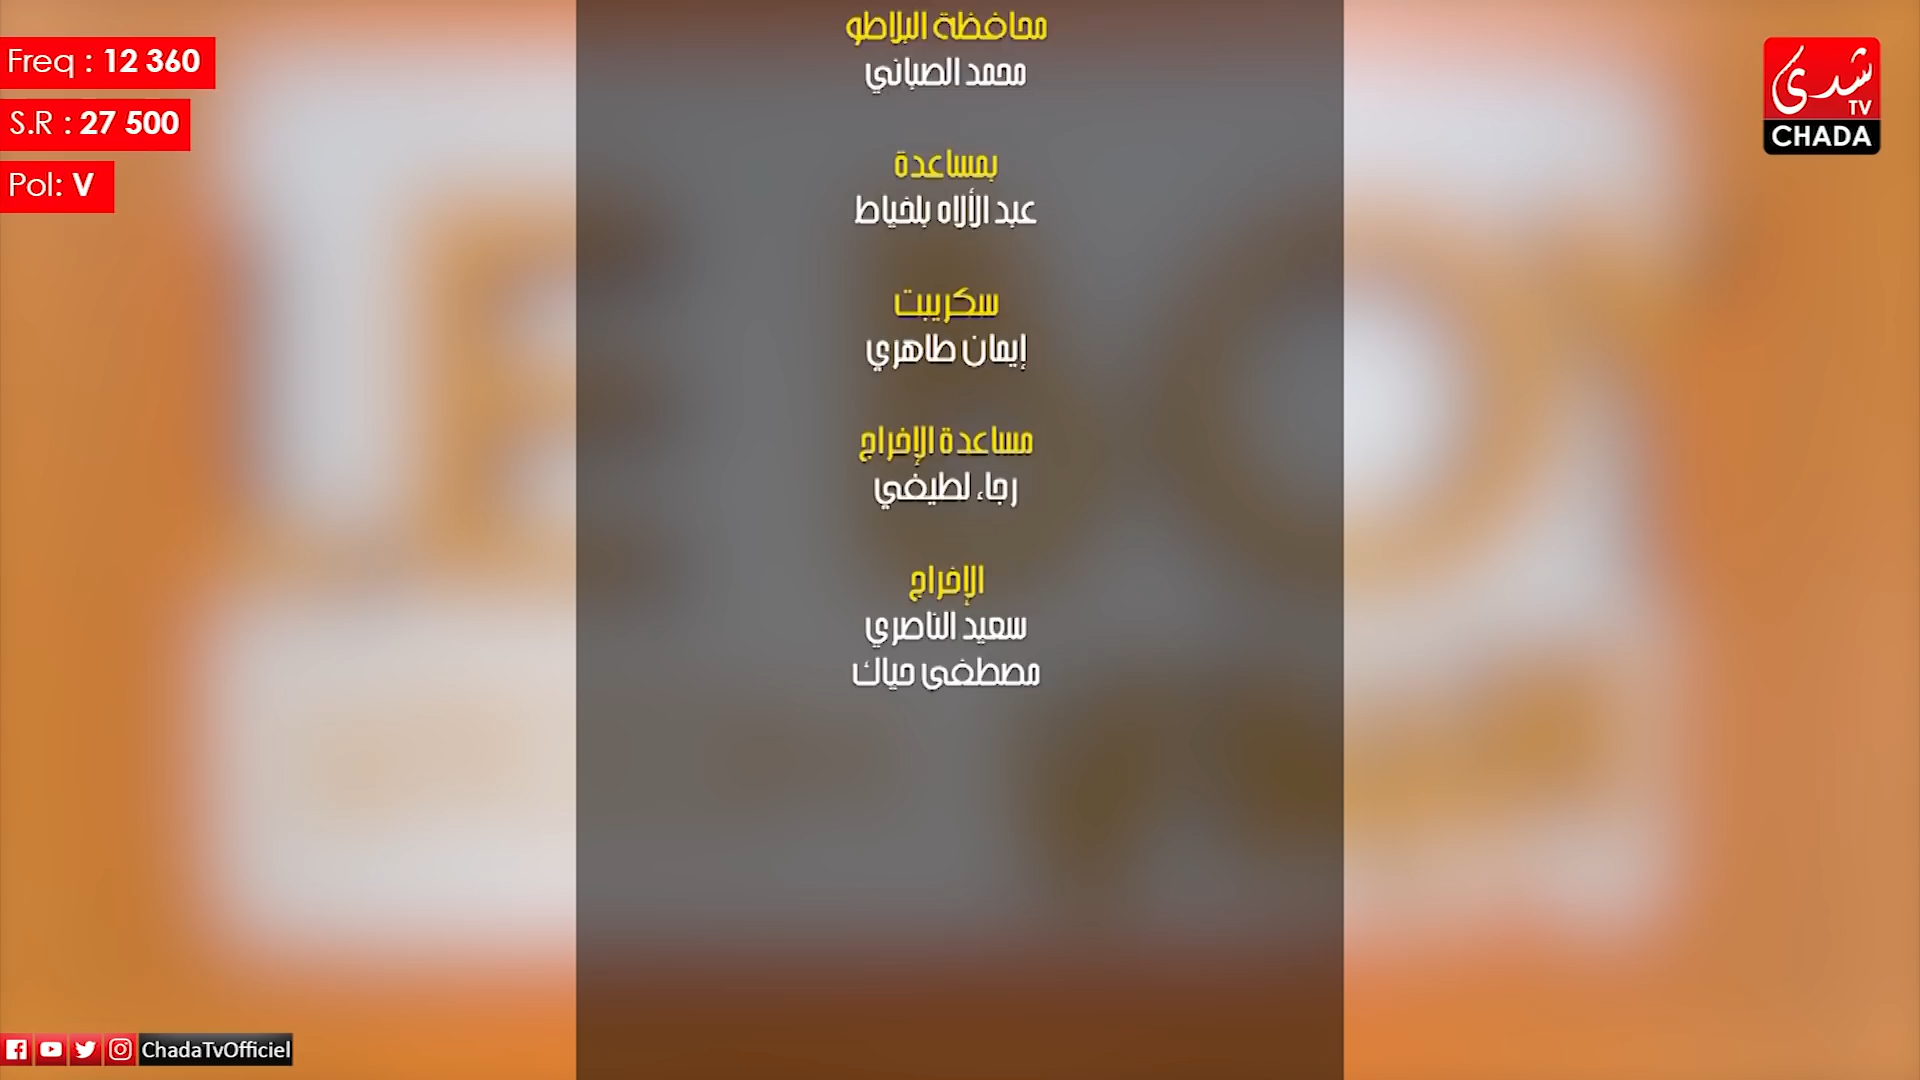 Freq : 12 360
S.R : 27 500
Pol: V
شدى
TV
CHADA
محافظة البلاطو
محمد الصباني
بمساعدة
عبد الألاه بلخياط
سكريبت
إيمان طاهري
مساعدة الإخراج
رجاء لطيفي
الإخراج
سعيد الناصري
مصطفى حياك
ChadaTvOfficiel